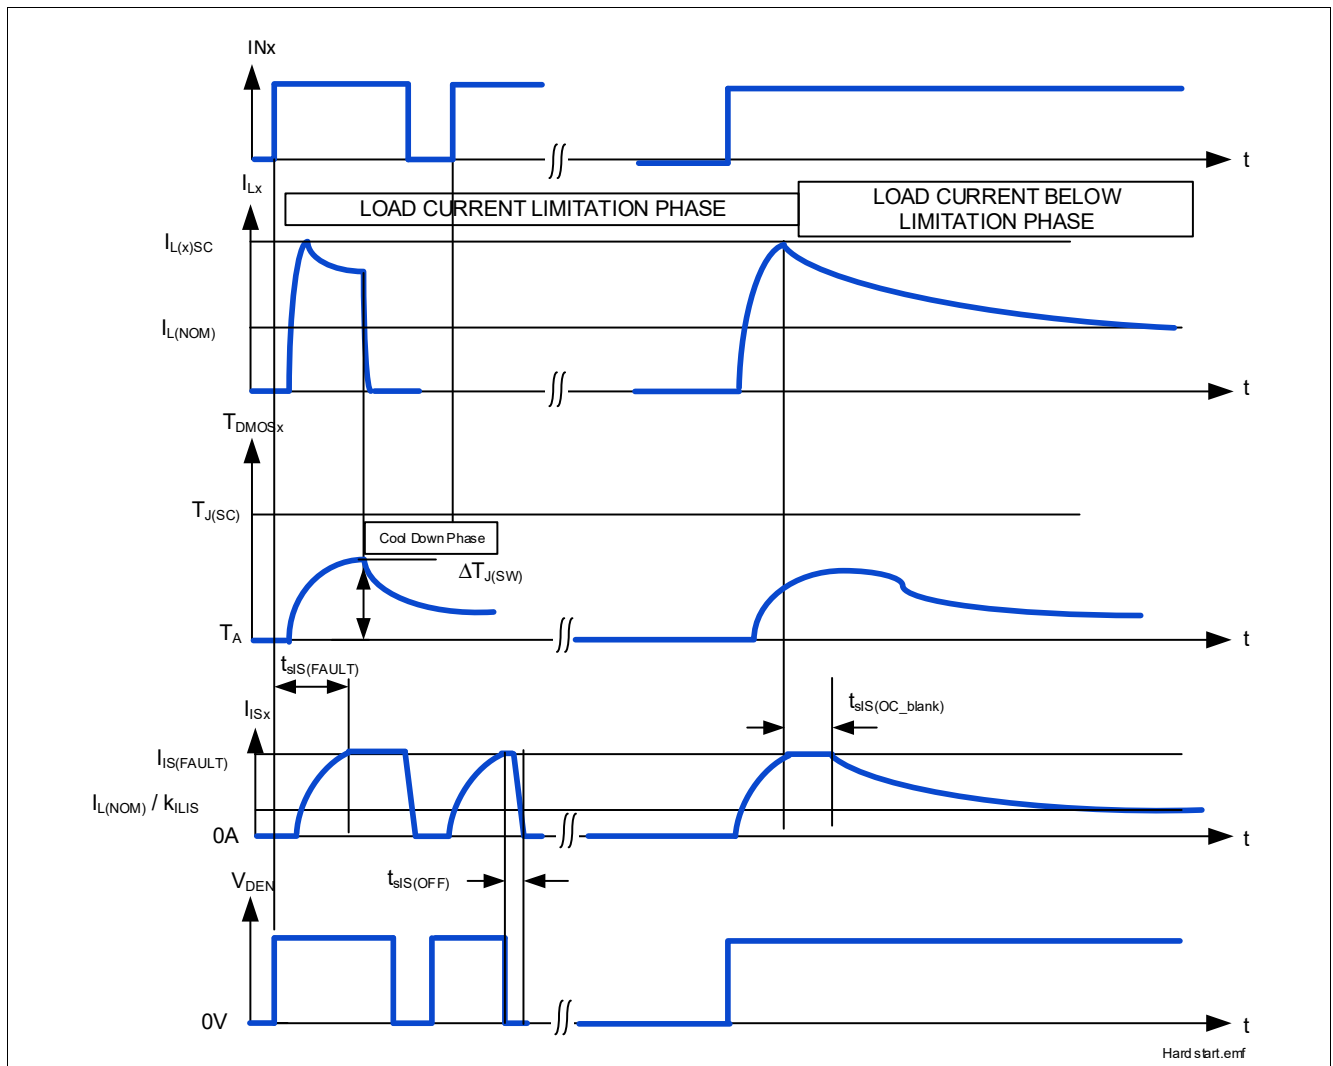 INx
t
ILx
LOAD CURRENT LIMITATION PHASE
LOAD CURRENT BELOW
LIMITATION PHASE
IL(x)SC
IL(NOM)
t
TDMOSx
TJ(SC)
Cool Down Phase
ΔTJ(SW)
TA
t
tsIS(FAULT)
IISx
tsIS(OC_blank)
IIS(FAULT)
IL(NOM) / kILIS
0A
t
VDEN
tsIS(OFF)
0V
t
Hardstart.emf